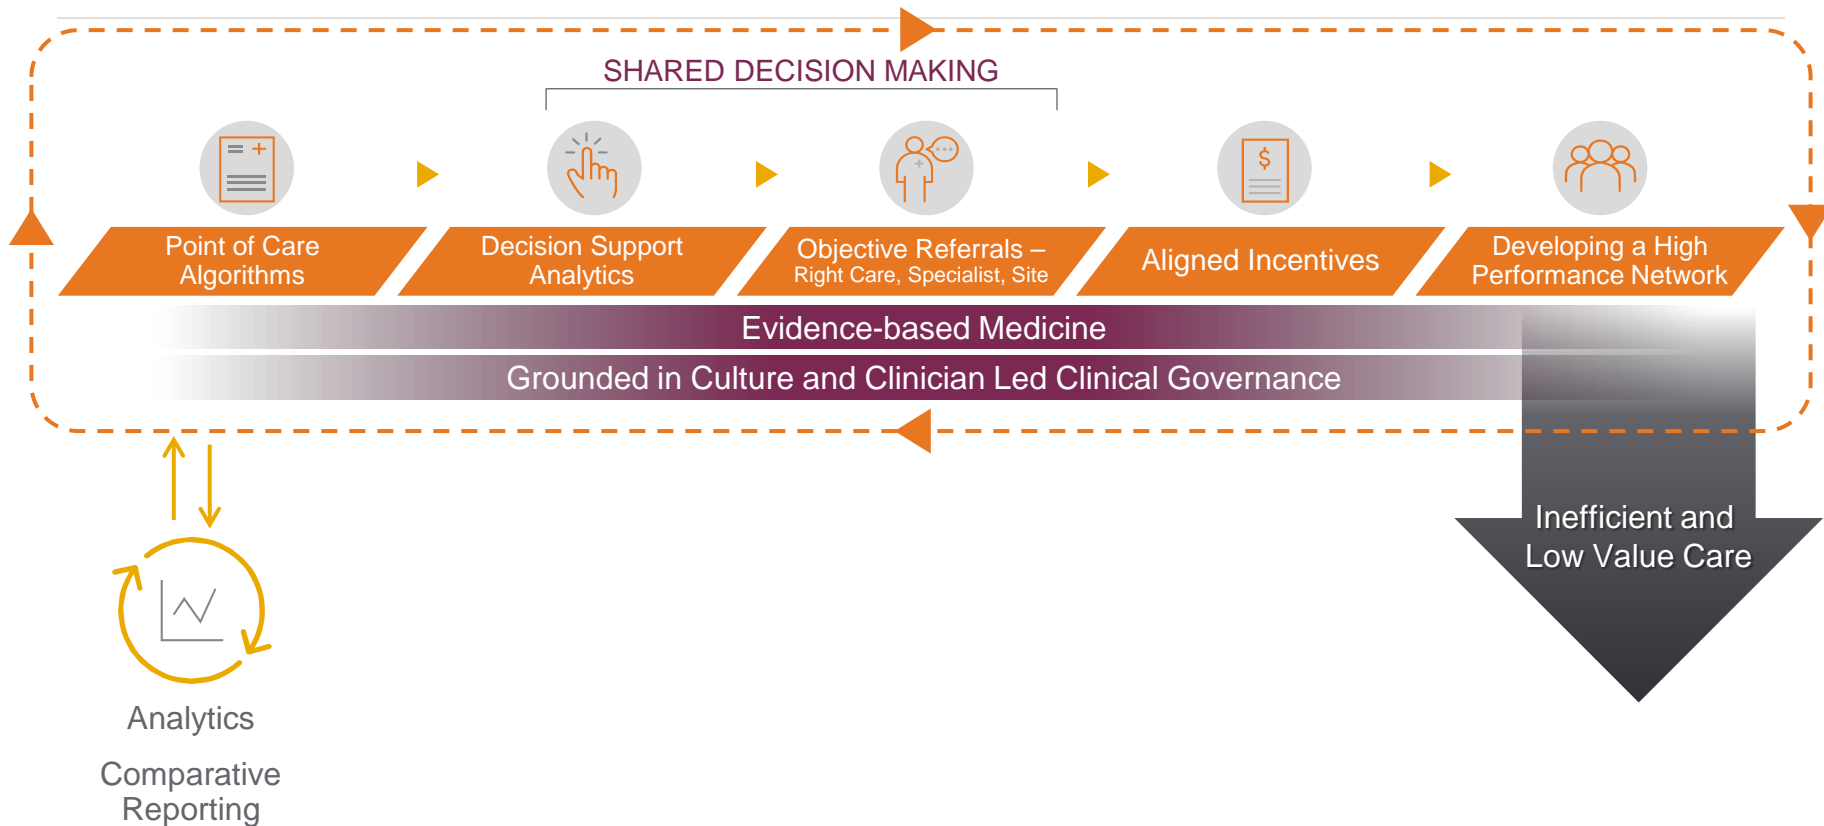 SHARED DECISION MAKING
Point of Care
Algorithms
Decision Support
Analytics
Objective Referrals –
Right Care, Specialist, Site
Aligned Incentives
Developing a High
Performance Network
Evidence-based Medicine
Grounded in Culture and Clinician Led Clinical Governance
Inefficient and
Low Value Care
Analytics
Comparative
Reporting